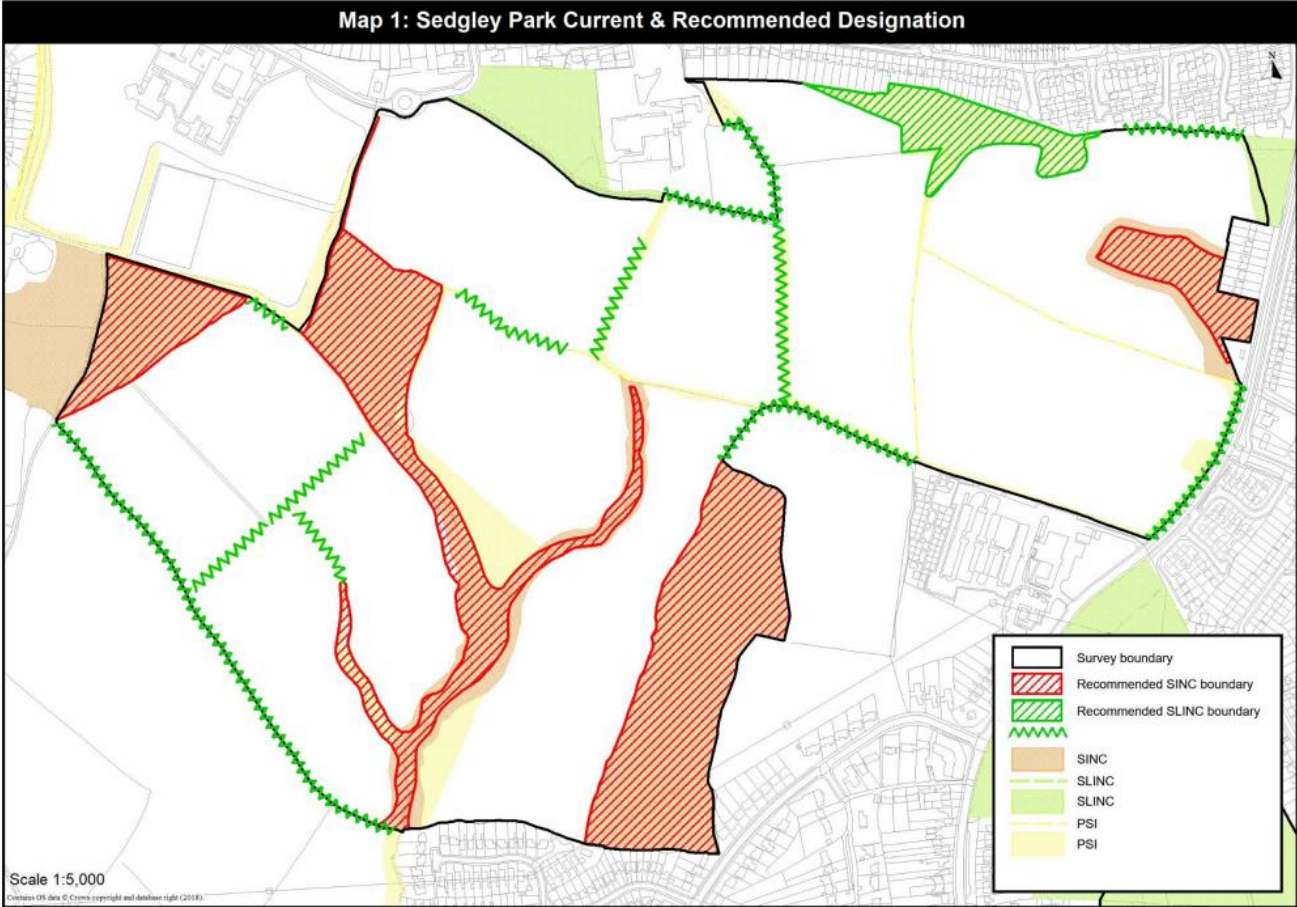 Map 1: Sedgley Park Current & Recommended Designation
N
Survey boundary
Recommended SINC boundary
Recommended SLINC boundary
SINC
SLINC
SLINC
PSI
PSI
Scale 1:5,000
Contains OS data © Crown copyright and database right (2018).